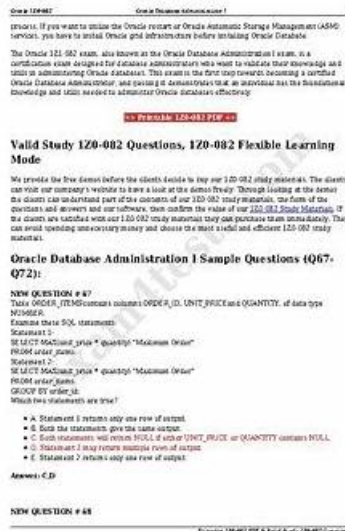 Oracle 1Z0-082
Oracle Database Administration I
process. If you want to utilize the Oracle restart or Oracle Automatic Storage Management (ASM)
services, you have to install Oracle grid infrastructure before installing Oracle Database.
The Oracle 1Z1-082 exam, also known as the Oracle Database Administration I exam, is a
certification exam designed for database administrators who want to validate their knowledge and
skills in administering Oracle databases. This exam is the first step towards becoming a certified
Oracle Database Administrator, and passing it demonstrates that an individual has the foundational
knowledge and skills needed to administer Oracle databases effectively.
>> Printable 1Z0-082 PDF <<
Valid Study 1Z0-082 Questions, 1Z0-082 Flexible Learning
Mode
We provide the free demos before the clients decide to buy our 1Z0-082 study materials. The clients
can visit our company's website to have a look at the demos freely. Through looking at the demos
the clients can understand part of the contents of our 1Z0-082 study materials, the form of the
questions and answers and our software, then confirm the value of our 1Z0-082 Study Materials. If
the clients are satisfied with our 1Z0-082 study materials they can purchase them immediately. They
can avoid spending unnecessary money and choose the most useful and efficient 1Z0-082 study
materials.
Oracle Database Administration I Sample Questions (Q67-
Q72):
NEW QUESTION # 67
Table ORDER_ITEMS contains columns ORDER_ID, UNIT_PRICE and QUANTITY, of data type
NUMBER.
Examine these SQL statements:
Statement 1:
SELECT MAX(unit_price * quantity) "Maximum Order"
FROM order_items;
Statement 2:
SELECT MAX(unit_price * quantity) "Maximum Order"
FROM order_items
GROUP BY order_id;
Which two statements are true?
A. Statement 1 returns only one row of output.
B. Both the statements give the same output.
C. Both statements will return NULL if either UNIT_PRICE or QUANTITY contains NULL.
D. Statement 2 may return multiple rows of output.
E. Statement 2 returns only one row of output.
Answer: C,D
NEW QUESTION # 68